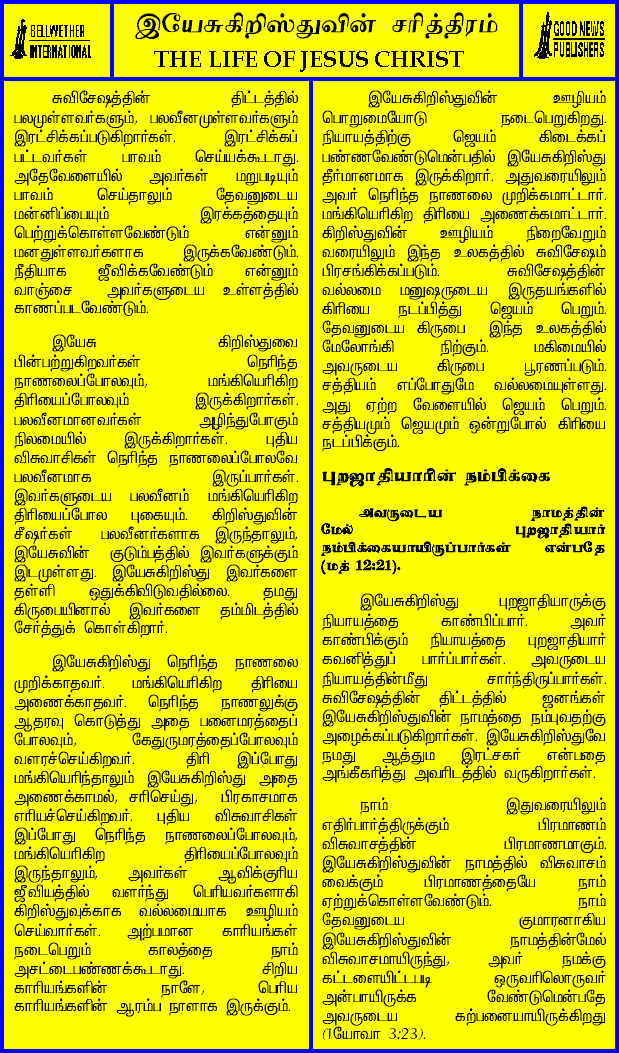 BELLWETHER
INTERNATIONAL
இயேசுகிறிஸ்துவின் சரித்திரம்
THE LIFE OF JESUS CHRIST
GOOD NEWS
PUBLISHERS
சுவிசேஷத்தின் திட்டத்தில்
பலமுள்ளவர்களும், பலவீனமுள்ளவர்களும்
இரட்சிக்கப்படுகிறார்கள். இரட்சிக்கப்
பட்டவர்கள் பாவம் செய்யக்கூடாது.
அதேவேளையில் அவர்கள் மறுபடியும்
பாவம் செய்தாலும் தேவனுடைய
மன்னிப்பையும் இரக்கத்தையும்
பெற்றுக்கொள்ளவேண்டும் என்னும்
மனதுள்ளவர்களாக இருக்கவேண்டும்.
நீதியாக ஜீவிக்கவேண்டும் என்னும்
வாஞ்சை அவர்களுடைய உள்ளத்தில்
காணப்படவேண்டும்.
இயேசு கிறிஸ்துவை
பின்பற்றுகிறவர்கள் நெரிந்த
நாணலைப்போலவும், மங்கியெரிகிற
திரியைப்போலவும் இருக்கிறார்கள்.
பலவீனமானவர்கள் அழிந்துபோகும்
நிலமையில் இருக்கிறார்கள். புதிய
விசுவாசிகள் நெரிந்த நாணலைப்போலவே
பலவீனமாக இருப்பார்கள்.
இவர்களுடைய பலவீனம் மங்கியெரிகிற
திரியைப்போல புகையும். கிறிஸ்துவின்
சீஷர்கள் பலவீனர்களாக இருந்தாலும்,
இயேசுவின் குடும்பத்தில் இவர்களுக்கும்
இடமுள்ளது. இயேசுகிறிஸ்து இவர்களை
தள்ளி ஒதுக்கிவிடுவதில்லை. தமது
கிருபையினால் இவர்களை தம்மிடத்தில்
சேர்த்துக் கொள்கிறார்.
இயேசுகிறிஸ்து நெரிந்த நாணலை
முறிக்காதவர். மங்கியெரிகிற திரியை
அணைக்காதவர். நெரிந்த நாணலுக்கு
ஆதரவு கொடுத்து அதை பனைமரத்தைப்
போலவும், கேதுருமரத்தைப்போலவும்
வளரச்செய்கிறவர். திரி இப்போது
மங்கியெரிந்தாலும் இயேசுகிறிஸ்து அதை
அணைக்காமல், சரிசெய்து, பிரகாசமாக
எரியச்செய்கிறவர். புதிய விசுவாசிகள்
இப்போது நெரிந்த நாணலைப்போலவும்,
மங்கியெரிகிற திரியைப்போலவும்
இருந்தாலும், அவர்கள் ஆவிக்குரிய
ஜீவியத்தில் வளர்ந்து பெரியவர்களாகி
கிறிஸ்துவுக்காக வல்லமையாக ஊழியம்
செய்வார்கள். அற்பமான காரியங்கள்
நடைபெறும் காலத்தை நாம்
அசட்டைபண்ணக்கூடாது. சிறிய
காரியங்களின் நாளே, பெரிய
காரியங்களின் ஆரம்ப நாளாக இருக்கும்.
இயேசுகிறிஸ்துவின் ஊழியம்
பொறுமையோடு நடைபெறுகிறது.
நியாயத்திற்கு ஜெயம் கிடைக்கப்
பண்ணவேண்டுமென்பதில் இயேசுகிறிஸ்து
தீர்மானமாக இருக்கிறார். அதுவரையிலும்
அவர் நெரிந்த நாணலை முறிக்கமாட்டார்.
மங்கியெரிகிற திரியை அணைக்கமாட்டார்.
கிறிஸ்துவின் ஊழியம் நிறைவேறும்
வரையிலும் இந்த உலகத்தில் சுவிசேஷம்
பிரசங்கிக்கப்படும். சுவிசேஷத்தின்
வல்லமை மனுஷருடைய இருதயங்களில்
கிரியை நடப்பித்து ஜெயம் பெறும்.
தேவனுடைய கிருபை இந்த உலகத்தில்
மேலோங்கி நிற்கும். மகிமையில்
அவருடைய கிருபை பூரணப்படும்.
சத்தியம் எப்போதுமே வல்லமையுள்ளது.
அது ஏற்ற வேளையில் ஜெயம் பெறும்.
சத்தியமும் ஜெயமும் ஒன்றுபோல் கிரியை
நடப்பிக்கும்.
புறஜாதியாரின் நம்பிக்கை
அவருடைய நாமத்தின்
மேல் புறஜாதியார்
நம்பிக்கையாயிருப்பார்கள் என்பதே
(மத் 12:21).
இயேசுகிறிஸ்து புறஜாதியாருக்கு
நியாயத்தை காண்பிப்பார். அவர்
காண்பிக்கும் நியாயத்தை புறஜாதியார்
கவனித்துப் பார்ப்பார்கள். அவருடைய
நியாயத்தின்மீது சார்ந்திருப்பார்கள்.
சுவிசேஷத்தின் திட்டத்தில் ஜனங்கள்
இயேசுகிறிஸ்துவின் நாமத்தை நம்புவதற்கு
அழைக்கப்படுகிறார்கள். இயேசுகிறிஸ்துவே
நமது ஆத்தும இரட்சகர் என்பதை
அங்கீகரித்து அவரிடத்தில் வருகிறார்கள்.
நாம் இதுவரையிலும்
எதிர்பார்த்திருக்கும் பிரமாணம்
விசுவாசத்தின் பிரமாணமாகும்.
இயேசுகிறிஸ்துவின் நாமத்தில் விசுவாசம்
வைக்கும் பிரமாணத்தையே நாம்
ஏற்றுக்கொள்ளவேண்டும். நாம்
தேவனுடைய குமாரனாகிய
இயேசுகிறிஸ்துவின் நாமத்தின்மேல்
விசுவாசமாயிருந்து, அவர் நமக்கு
கட்டளையிட்டபடி ஒருவரிலொருவர்
அன்பாயிருக்க வேண்டுமென்பதே
அவருடைய கற்பனையாயிருக்கிறது
(1யோவா 3:23).